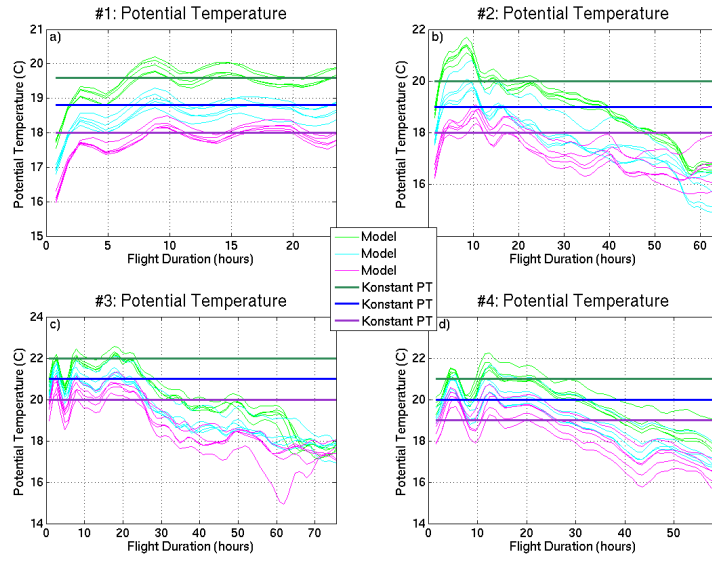 #1: Potential Temperature
a)
21
20
19
18
17
16
15
0
5
10
15
20
Potential Temperature (C)
Flight Duration (hours)
#2: Potential Temperature
b)
22
20
18
16
10
20
30
40
50
60
Potential Temperature (C)
Flight Duration (hours)
Model
Model
Model
Konstant PT
Konstant PT
Konstant PT
#3: Potential Temperature
c)
24
22
20
18
16
14
0
10
20
30
40
50
60
70
Potential Temperature (C)
Flight Duration (hours)
#4: Potential Temperature
d)
24
22
20
18
16
14
0
10
20
30
40
50
Potential Temperature (C)
Flight Duration (hours)